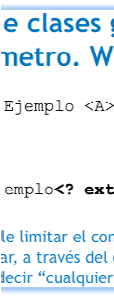 e clases
metro. W
Ejemplo <A>
emplo<? ext
le limitar el con
ar, a través del
decir “cualquier